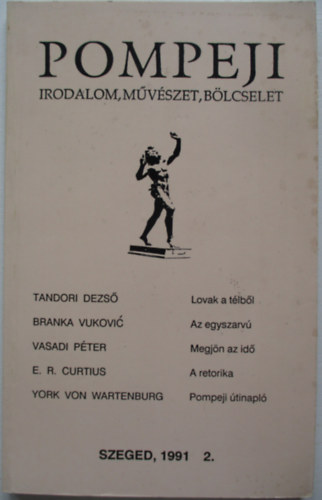 POMPEJI
IRODALOM, MŰVÉSZET, BÖLCSELET
TANDORI DEZSŐ Lovak a télből
BRANKA VUKOVIĆ Az egyszarvú
VASADI PÉTER Megjön az idő
E. R. CURTIUS A retorika
YORK VON WARTENBURG Pompeji útinapló
SZEGED, 1991 2.